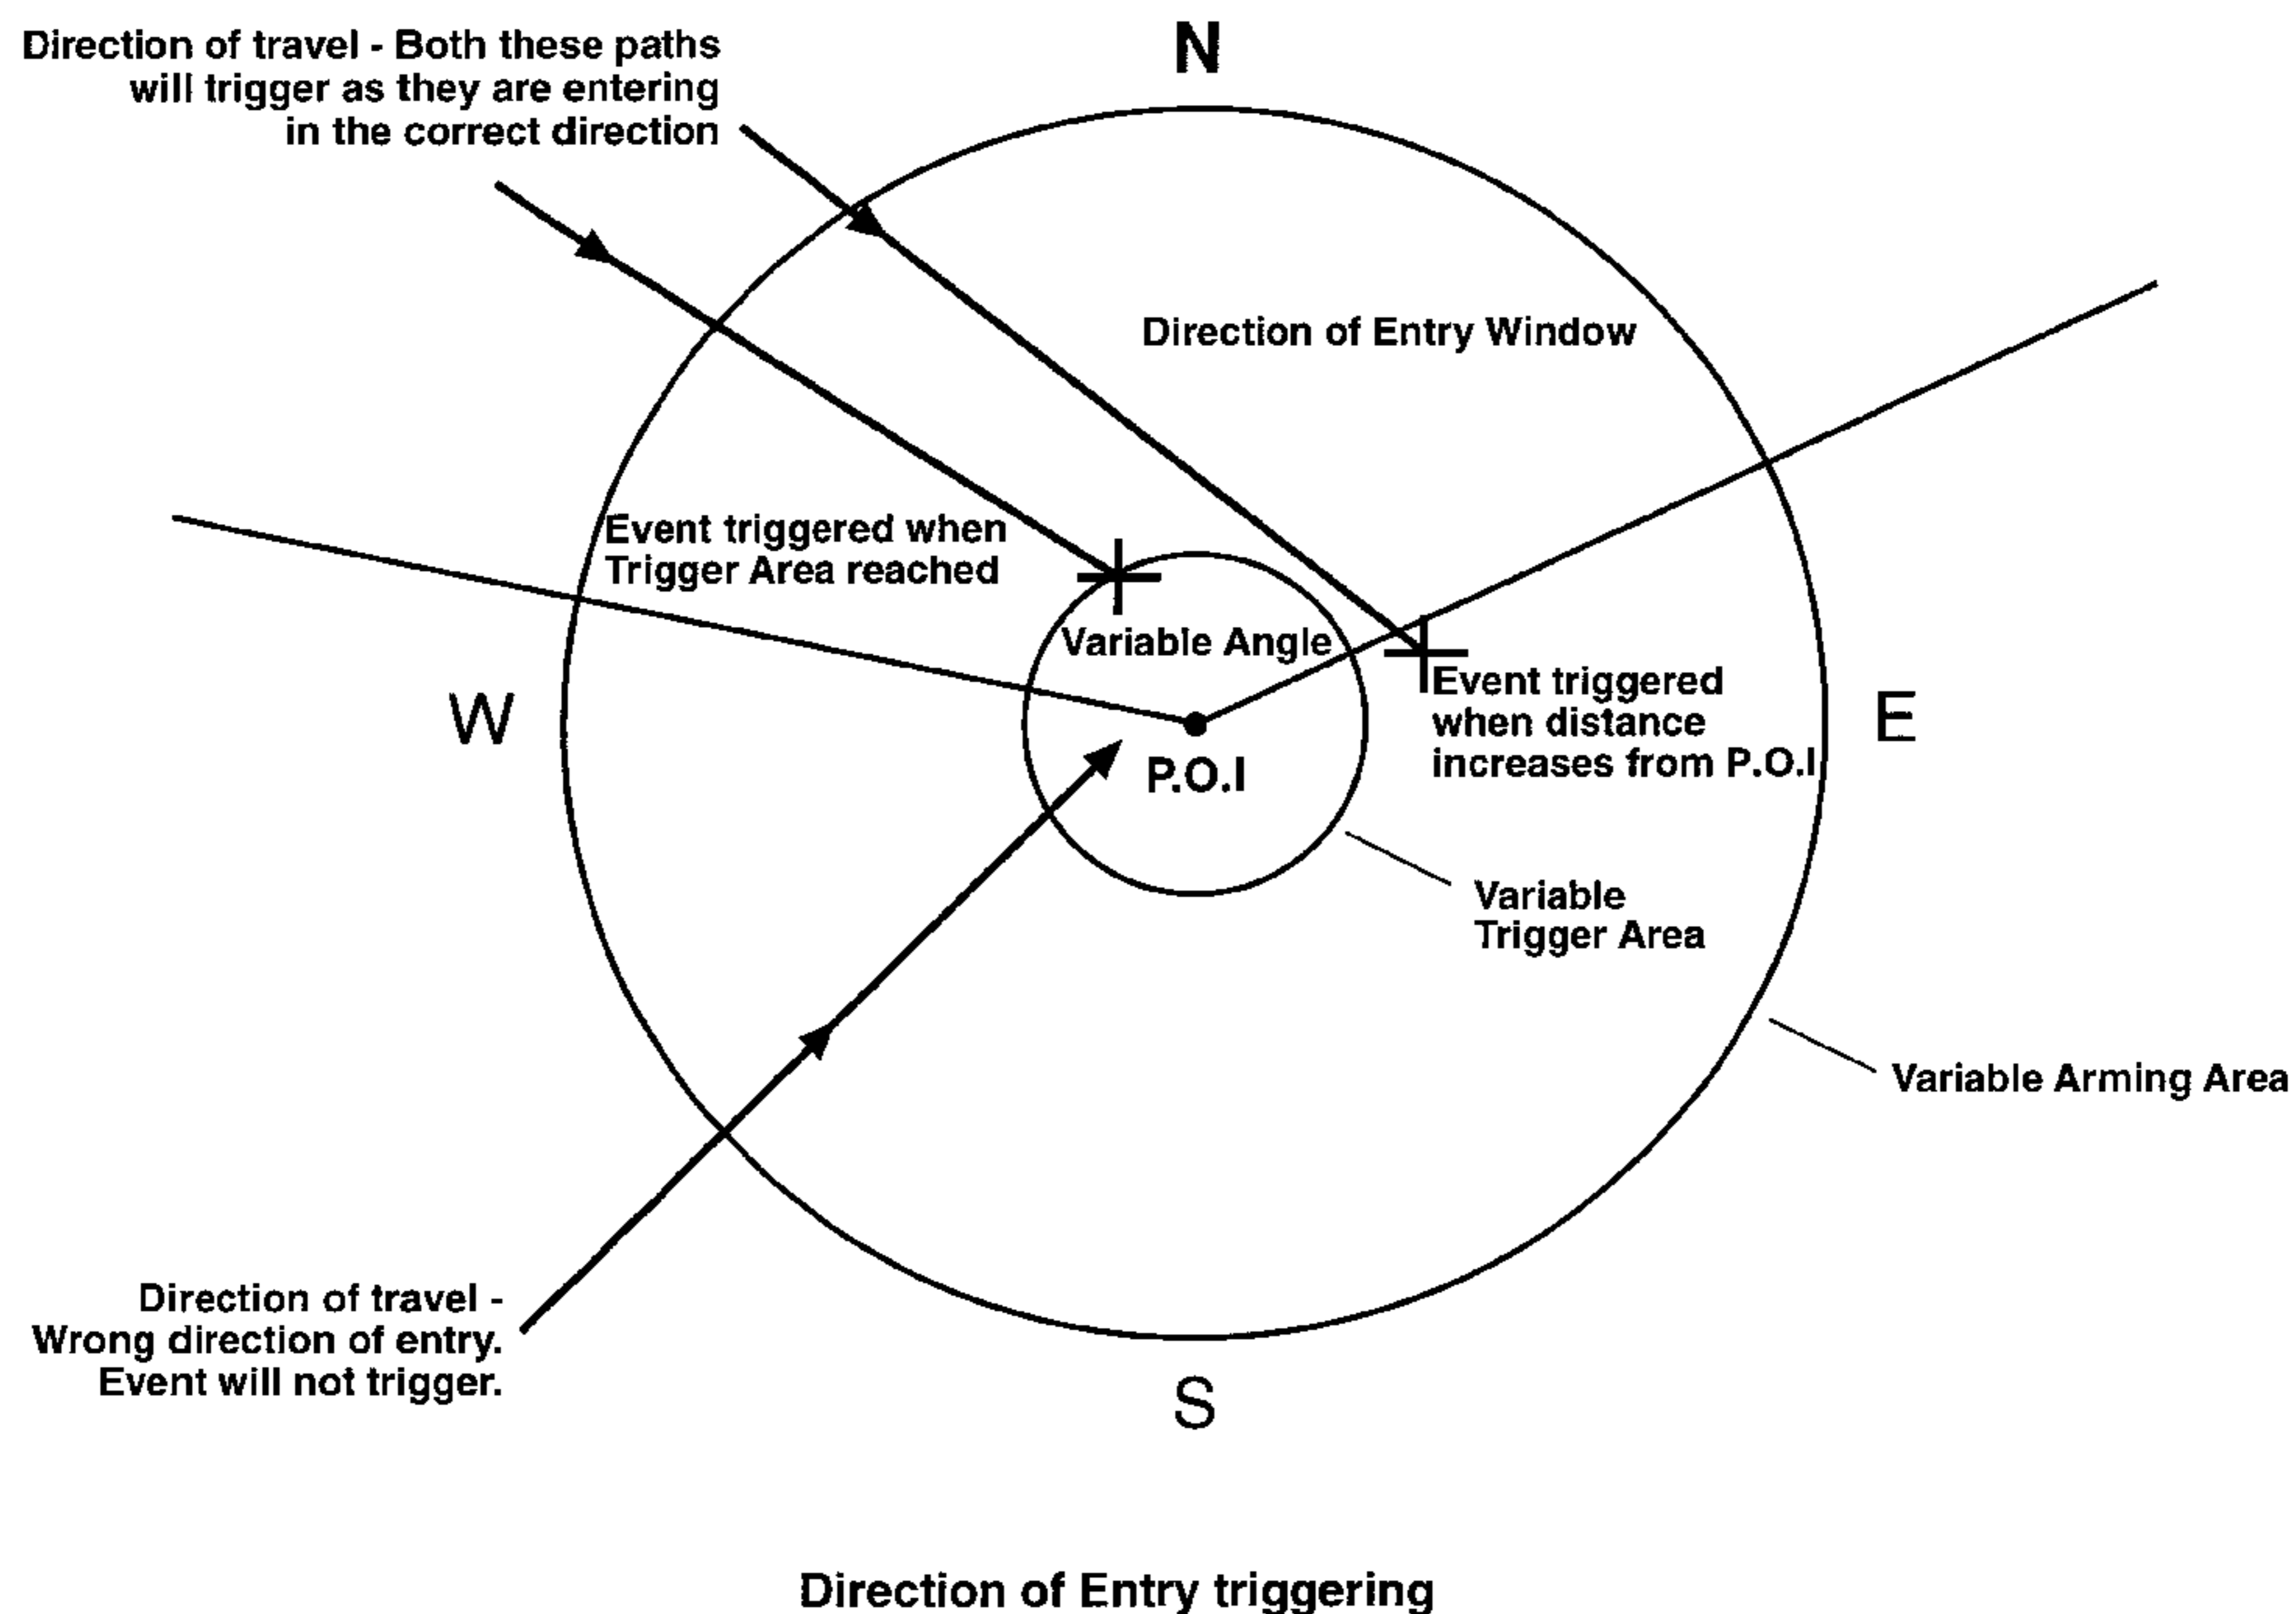 Direction of travel - Both these paths
will trigger as they are entering
in the correct direction
N
Direction of Entry Window
Event triggered when
Trigger Area reached
Variable Angle
W
P.O.I
Event triggered
when distance
increases from P.O.I
E
Variable
Trigger Area
Variable Arming Area
Direction of travel -
Wrong direction of entry.
Event will not trigger.
S
Direction of Entry triggering